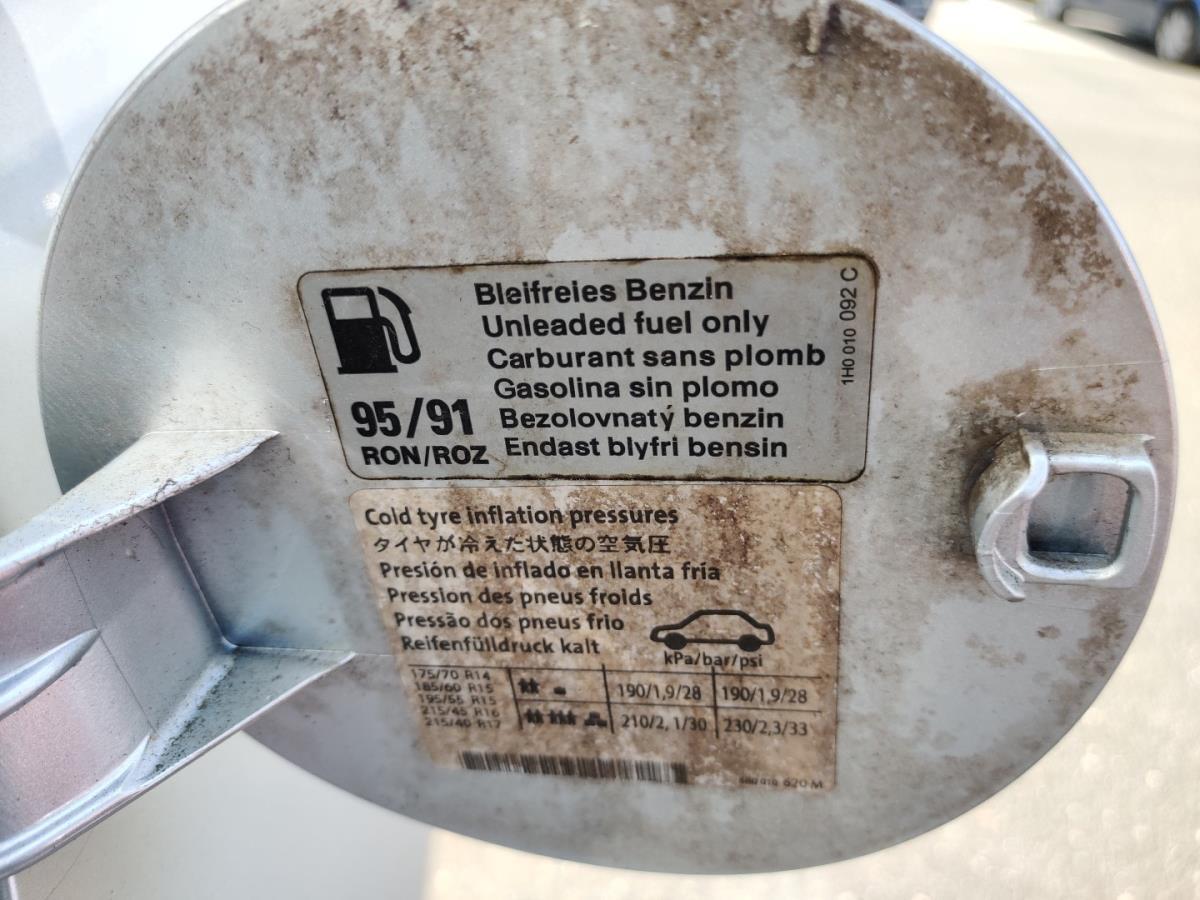 Bleifreies Benzin
Unleaded fuel only
Carburant sans plomb
Gasolina sin plomo
Bezolovnatý benzin
Endast blyfri bensin
95/91
RON/ROZ
1H0 010 092 C
Cold tyre inflation pressures
タイヤが冷えた状態の空気圧
Presión de inflado en llanta fría
Pression des pneus froids
Pressão dos pneus frio
Reifenfülldruck kalt
kPa/bar/psi
175/70 R14
185/60 R15
195/55 R15
215/45 R16
215/40 R17
190/1,9/28 190/1,9/28
210/2,1/30 230/2,3/33
010 620 M